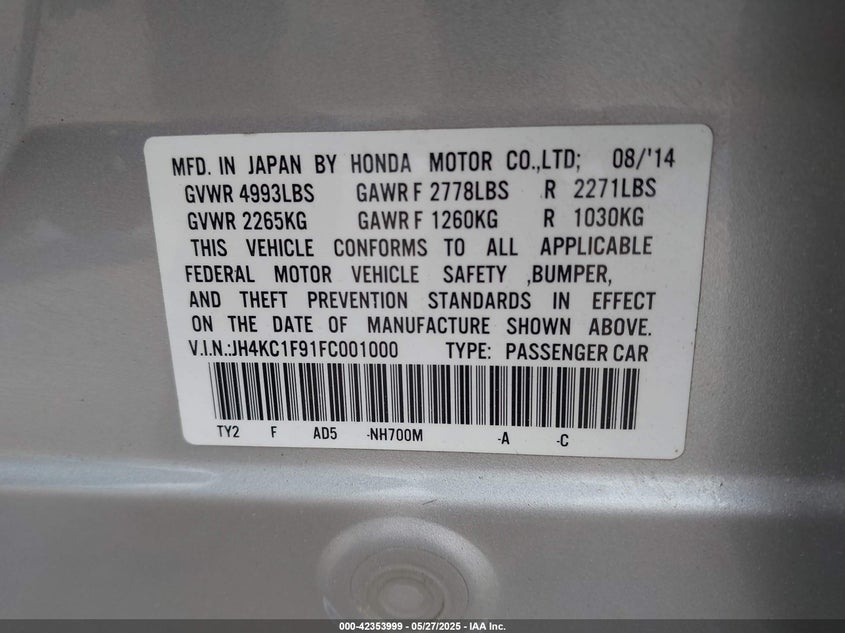 MFD. IN JAPAN BY HONDA MOTOR CO.,LTD; 08/'14
GVWR 4993LBS GAWR F 2778LBS R 2271LBS
GVWR 2265KG GAWR F 1260KG R 1030KG
THIS VEHICLE CONFORMS TO ALL APPLICABLE
FEDERAL MOTOR VEHICLE SAFETY ,BUMPER,
AND THEFT PREVENTION STANDARDS IN EFFECT
ON THE DATE OF MANUFACTURE SHOWN ABOVE.
V.I.N.:JH4KC1F91FC001000 TYPE: PASSENGER CAR
TY2 F AD5 -NH700M -A -C
000-42353999 - 05/27/2025 - IAA Inc.